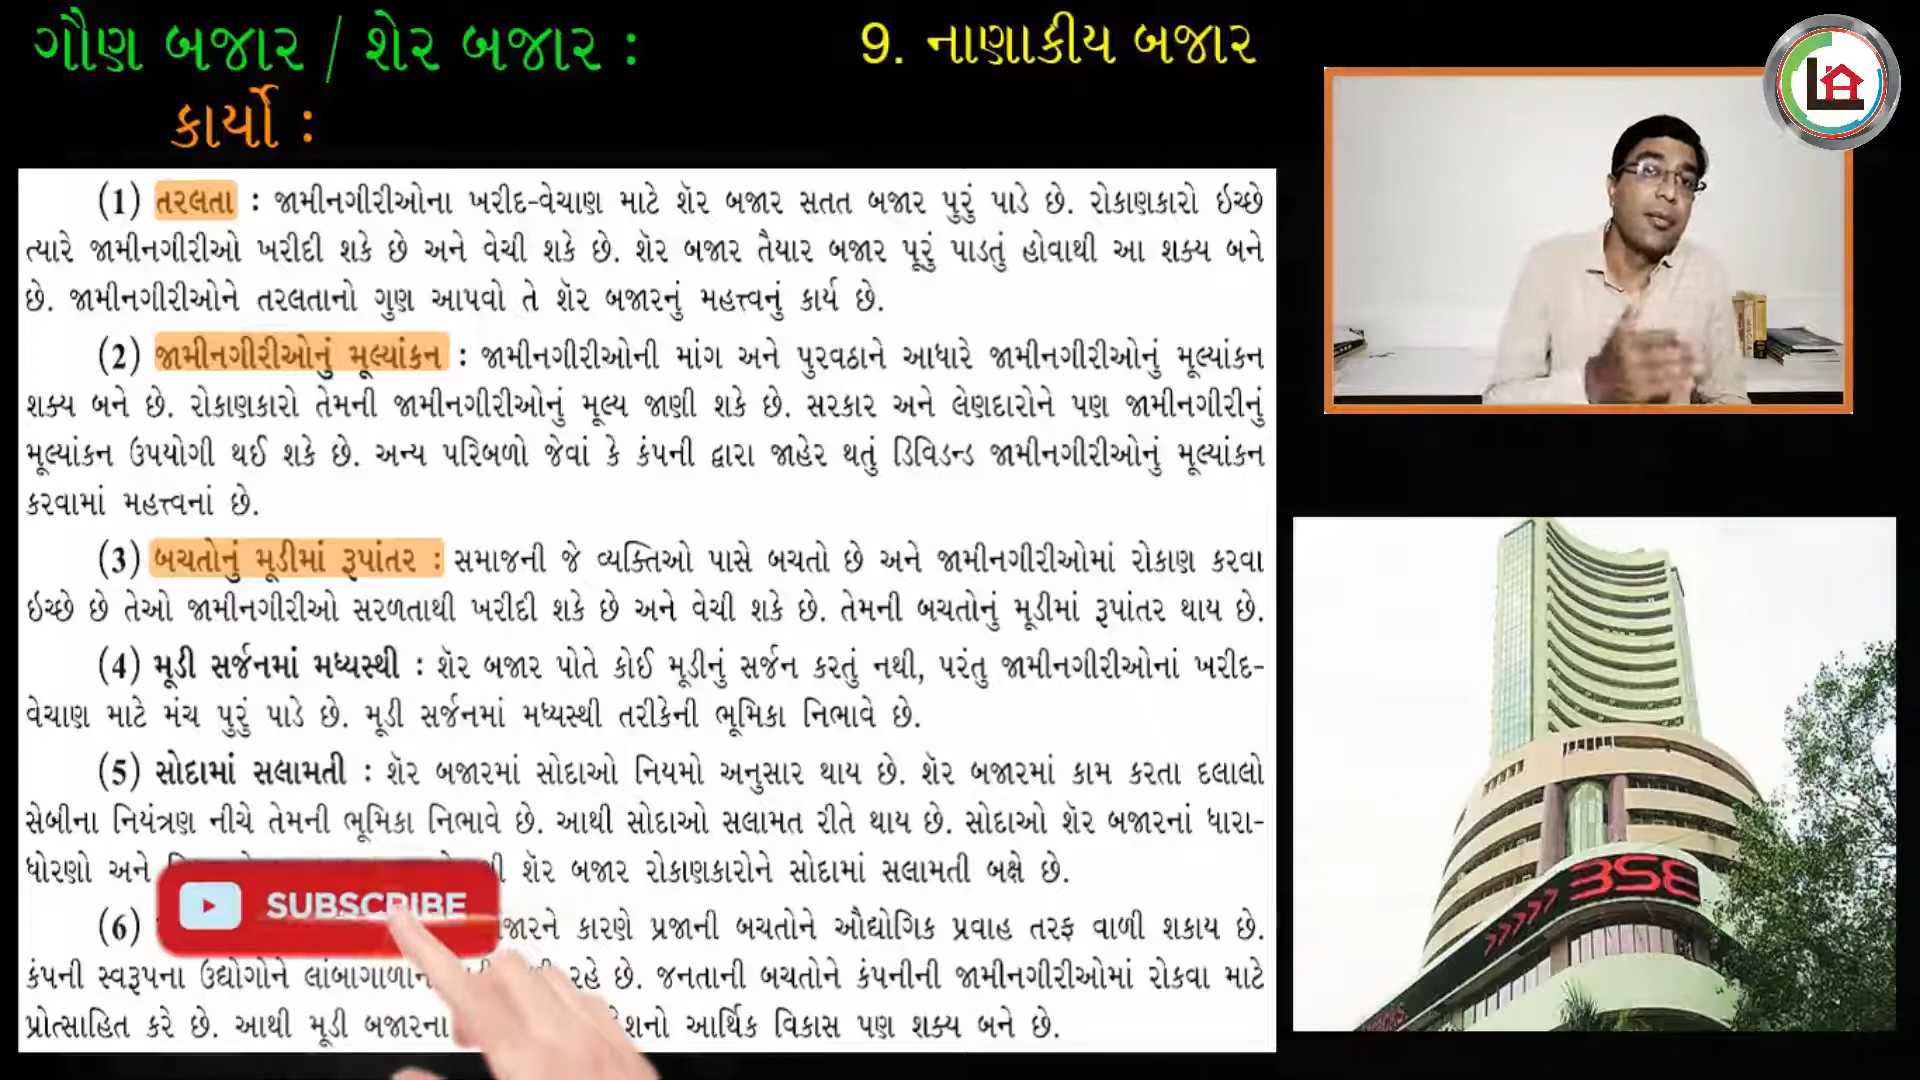 ગૌણ બજાર / શેર બજાર :
9. નાણાકીય બજાર
કાર્યો :
(1) તરલતા : જામીનગીરીઓના ખરીદ-વેચાણ માટે શૅર બજાર સતત બજાર પુરું પાડે છે. રોકાણકારો ઇચ્છે
ત્યારે જામીનગીરીઓ ખરીદી શકે છે અને વેચી શકે છે. શૅર બજાર તૈયાર બજાર પૂરું પાડતું હોવાથી આ શક્ય બને
છે. જામીનગીરીઓને તરલતાનો ગુણ આપવો તે શૅર બજારનું મહત્ત્વનું કાર્ય છે.
(2) જામીનગીરીઓનું મૂલ્યાંકન : જામીનગીરીઓની માંગ અને પુરવઠાને આધારે જામીનગીરીઓનું મૂલ્યાંકન
શક્ય બને છે. રોકાણકારો તેમની જામીનગીરીઓનું મૂલ્ય જાણી શકે છે. સરકાર અને લેણદારોને પણ જામીનગીરીનું
મૂલ્યાંકન ઉપયોગી થઈ શકે છે. અન્ય પરિબળો જેવાં કે કંપની દ્વારા જાહેર થતું ડિવિડન્ડ જામીનગીરીઓનું મૂલ્યાંકન
કરવામાં મહત્ત્વનાં છે.
(3) બચતોનું મૂડીમાં રૂપાંતર : સમાજની જે વ્યક્તિઓ પાસે બચતો છે અને જામીનગીરીઓમાં રોકાણ કરવા
ઇચ્છે છે તેઓ જામીનગીરીઓ સરળતાથી ખરીદી શકે છે અને વેચી શકે છે. તેમની બચતોનું મૂડીમાં રૂપાંતર થાય છે.
(4) મૂડી સર્જનમાં મધ્યસ્થી : શૅર બજાર પોતે કોઈ મૂડીનું સર્જન કરતું નથી, પરંતુ જામીનગીરીઓનાં ખરીદ-
વેચાણ માટે મંચ પુરું પાડે છે. મૂડી સર્જનમાં મધ્યસ્થી તરીકેની ભૂમિકા નિભાવે છે.
(5) સોદામાં સલામતી : શૅર બજારમાં સોદાઓ નિયમો અનુસાર થાય છે. શૅર બજારમાં કામ કરતા દલાલો
સેબીના નિયંત્રણ નીચે તેમની ભૂમિકા નિભાવે છે. આથી સોદાઓ સલામત રીતે થાય છે. સોદાઓ શૅર બજારનાં ધારા-
ધોરણો અને શૅર બજાર રોકાણકારોને સોદામાં સલામતી બક્ષે છે.
SUBSCRIBE
(6) કારણે પ્રજાની બચતોને ઔદ્યોગિક પ્રવાહ તરફ વાળી શકાય છે.
કંપની સ્વરૂપના ઉદ્યોગોને રહે છે. જનતાની બચતોને કંપનીની જામીનગીરીઓમાં રોકવા માટે
પ્રોત્સાહિત કરે છે. આથી મૂડી બજારના આર્થિક વિકાસ પણ શક્ય બને છે.
BSE